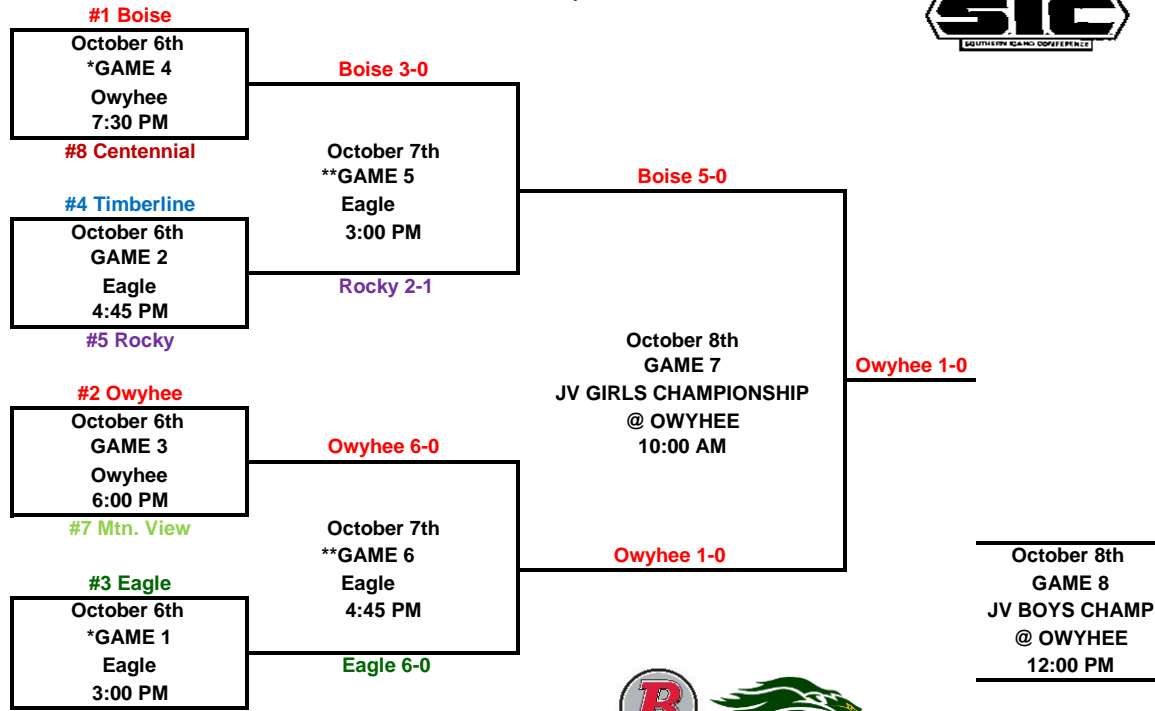 #1 Boise
October 6th
*GAME 4
Owyhee
7:30 PM
#8 Centennial
#4 Timberline
October 6th
GAME 2
Eagle
4:45 PM
#5 Rocky
#2 Owyhee
October 6th
GAME 3
Owyhee
6:00 PM
#7 Mtn. View
#3 Eagle
October 6th
*GAME 1
Eagle
3:00 PM
Boise 3-0
October 7th
**GAME 5
Eagle
3:00 PM
Rocky 2-1
Owyhee 6-0
October 7th
**GAME 6
Eagle
4:45 PM
Eagle 6-0
Boise 5-0
October 8th
GAME 7
JV GIRLS CHAMPIONSHIP
@ OWYHEE
10:00 AM
Owyhee 1-0
Owyhee 1-0
SIC
SOUTHERN IDAHO CONFERENCE
October 8th
GAME 8
JV BOYS CHAMP
@ OWYHEE
12:00 PM
B